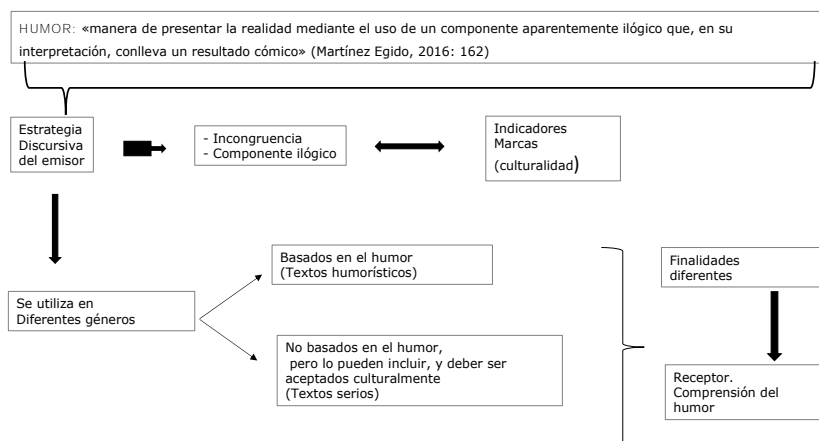 HUMOR: «manera de presentar la realidad mediante el uso de un componente aparentemente ilógico que, en su
interpretación, conlleva un resultado cómico» (Martínez Egido, 2016: 162)
Estrategia
Discursiva
del emisor
- Incongruencia
- Componente ilógico
Indicadores
Marcas
(culturalidad)
Basados en el humor
(Textos humorísticos)
Finalidades
diferentes
Se utiliza en
Diferentes géneros
No basados en el humor,
pero lo pueden incluir, y deber ser
aceptados culturalmente
(Textos serios)
Receptor.
Comprensión del
humor